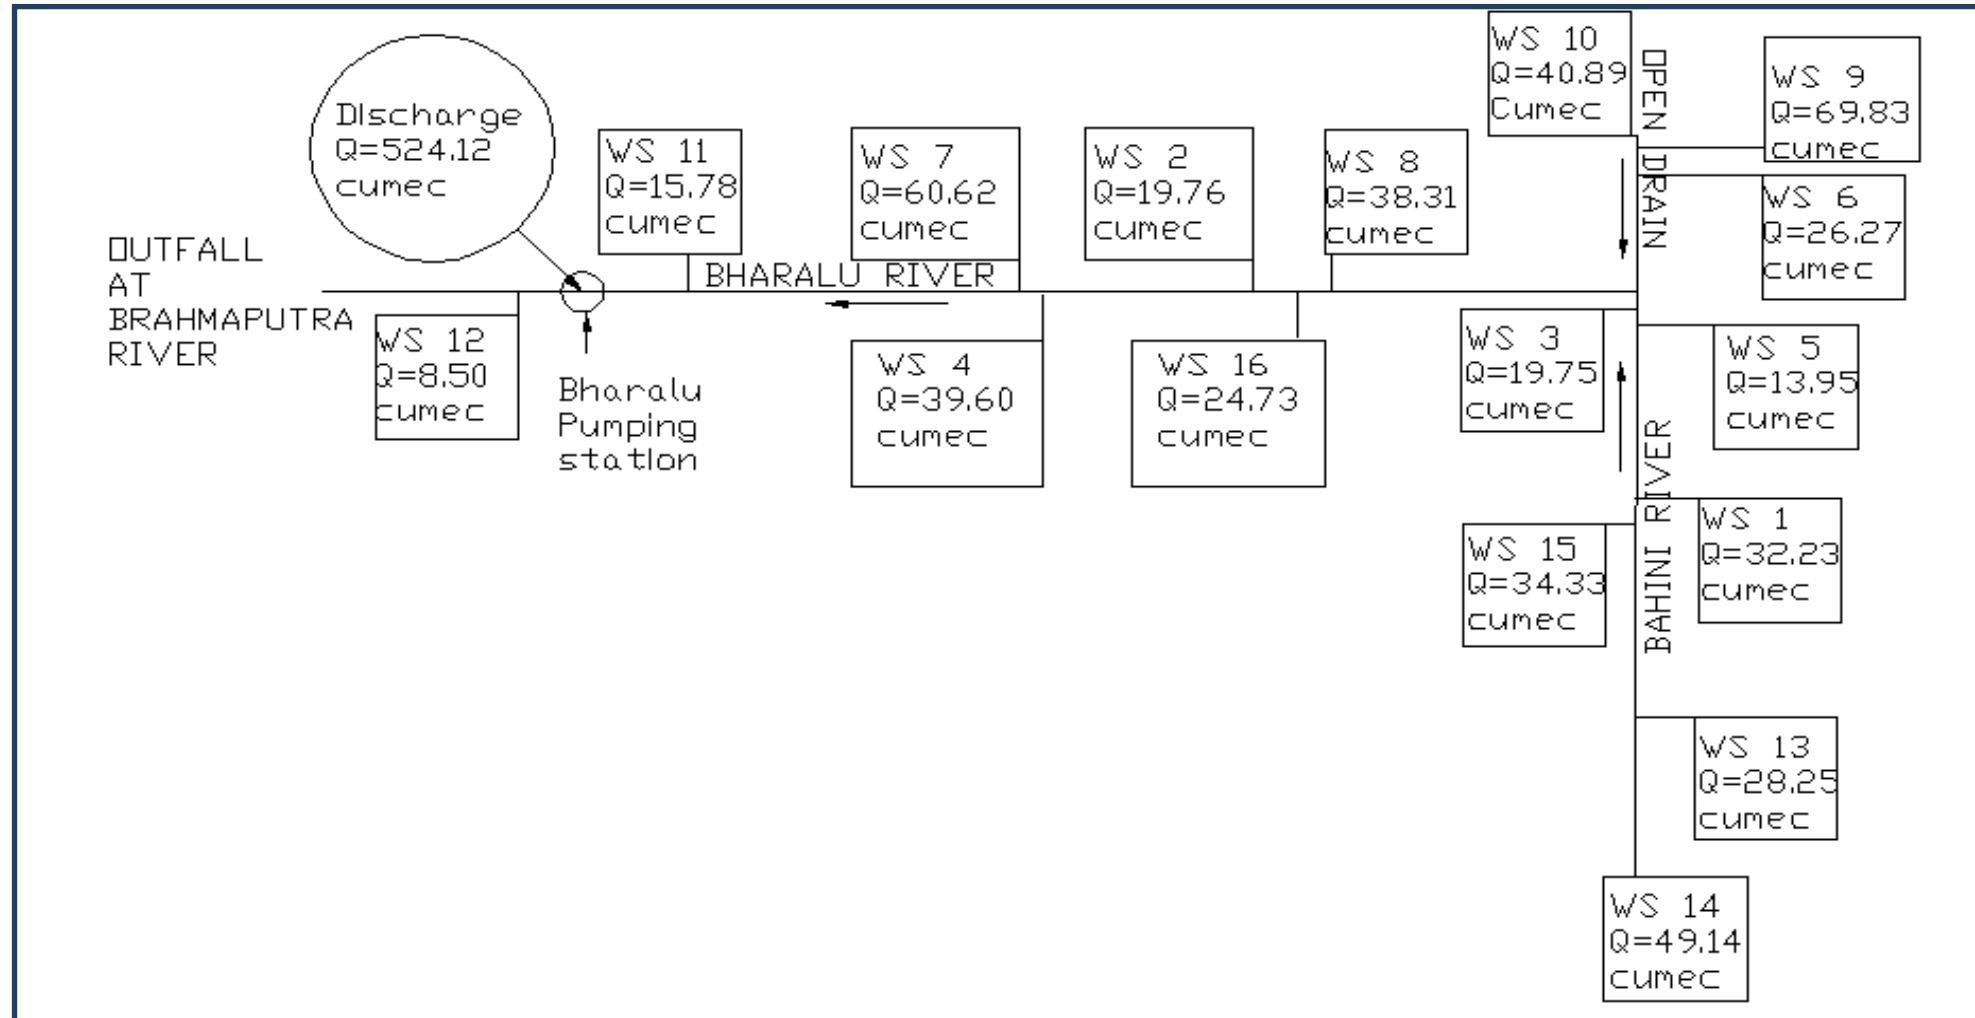 DIscharge
Q=524.12
cumec
OUTFALL
AT
BRAHMAPUTRA
RIVER
WS 12
Q=8.50
cumec
Bharalu
Pumping
statIon
WS 11
Q=15.78
cumec
BHARALU RIVER
WS 7
Q=60.62
cumec
WS 4
Q=39.60
cumec
WS 2
Q=19.76
cumec
WS 16
Q=24.73
cumec
WS 8
Q=38.31
cumec
WS 10
Q=40.89
Cumec
OPEN DRAIN
WS 9
Q=69.83
cumec
WS 6
Q=26.27
cumec
WS 3
Q=19.75
cumec
WS 5
Q=13.95
cumec
BAHINI RIVER
WS 15
Q=34.33
cumec
WS 1
Q=32.23
cumec
WS 13
Q=28.25
cumec
WS 14
Q=49.14
cumec